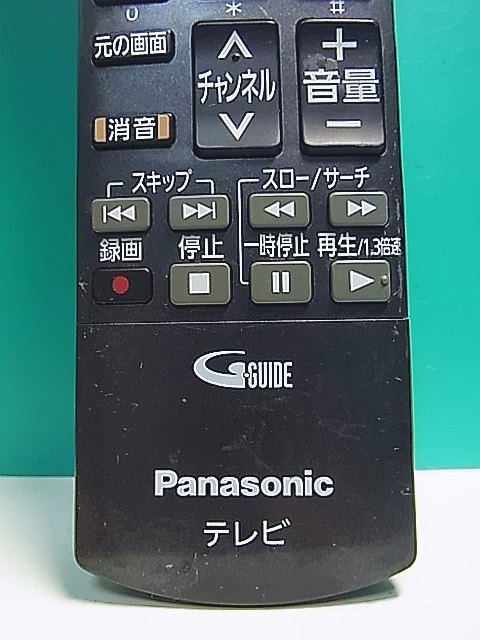 0 * #
元の画面
チャンネル
+
音量
-
消音
スキップ
スロー/サーチ
録画
停止
一時停止
再生/1.3倍速
G-GUIDE
Panasonic
テレビ